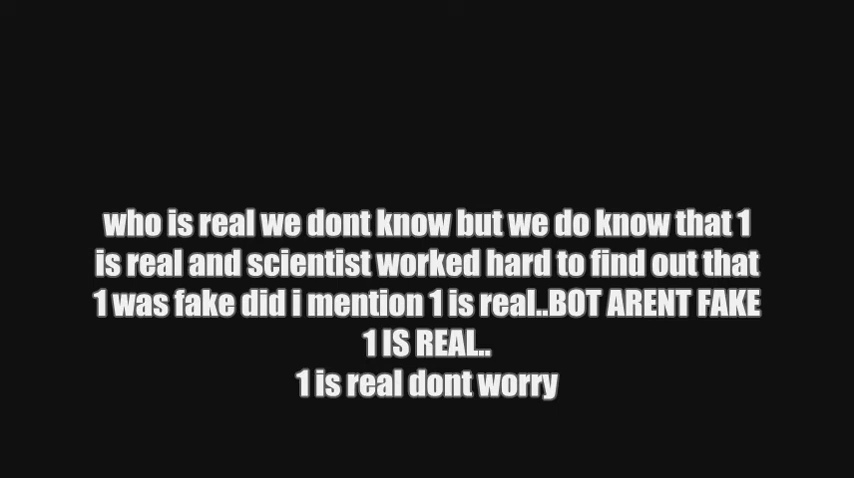 who is real we dont know but we do know that 1
is real and scientist worked hard to find out that
1 was fake did i mention 1 is real..BOT ARENT FAKE
1 IS REAL..
1 is real dont worry